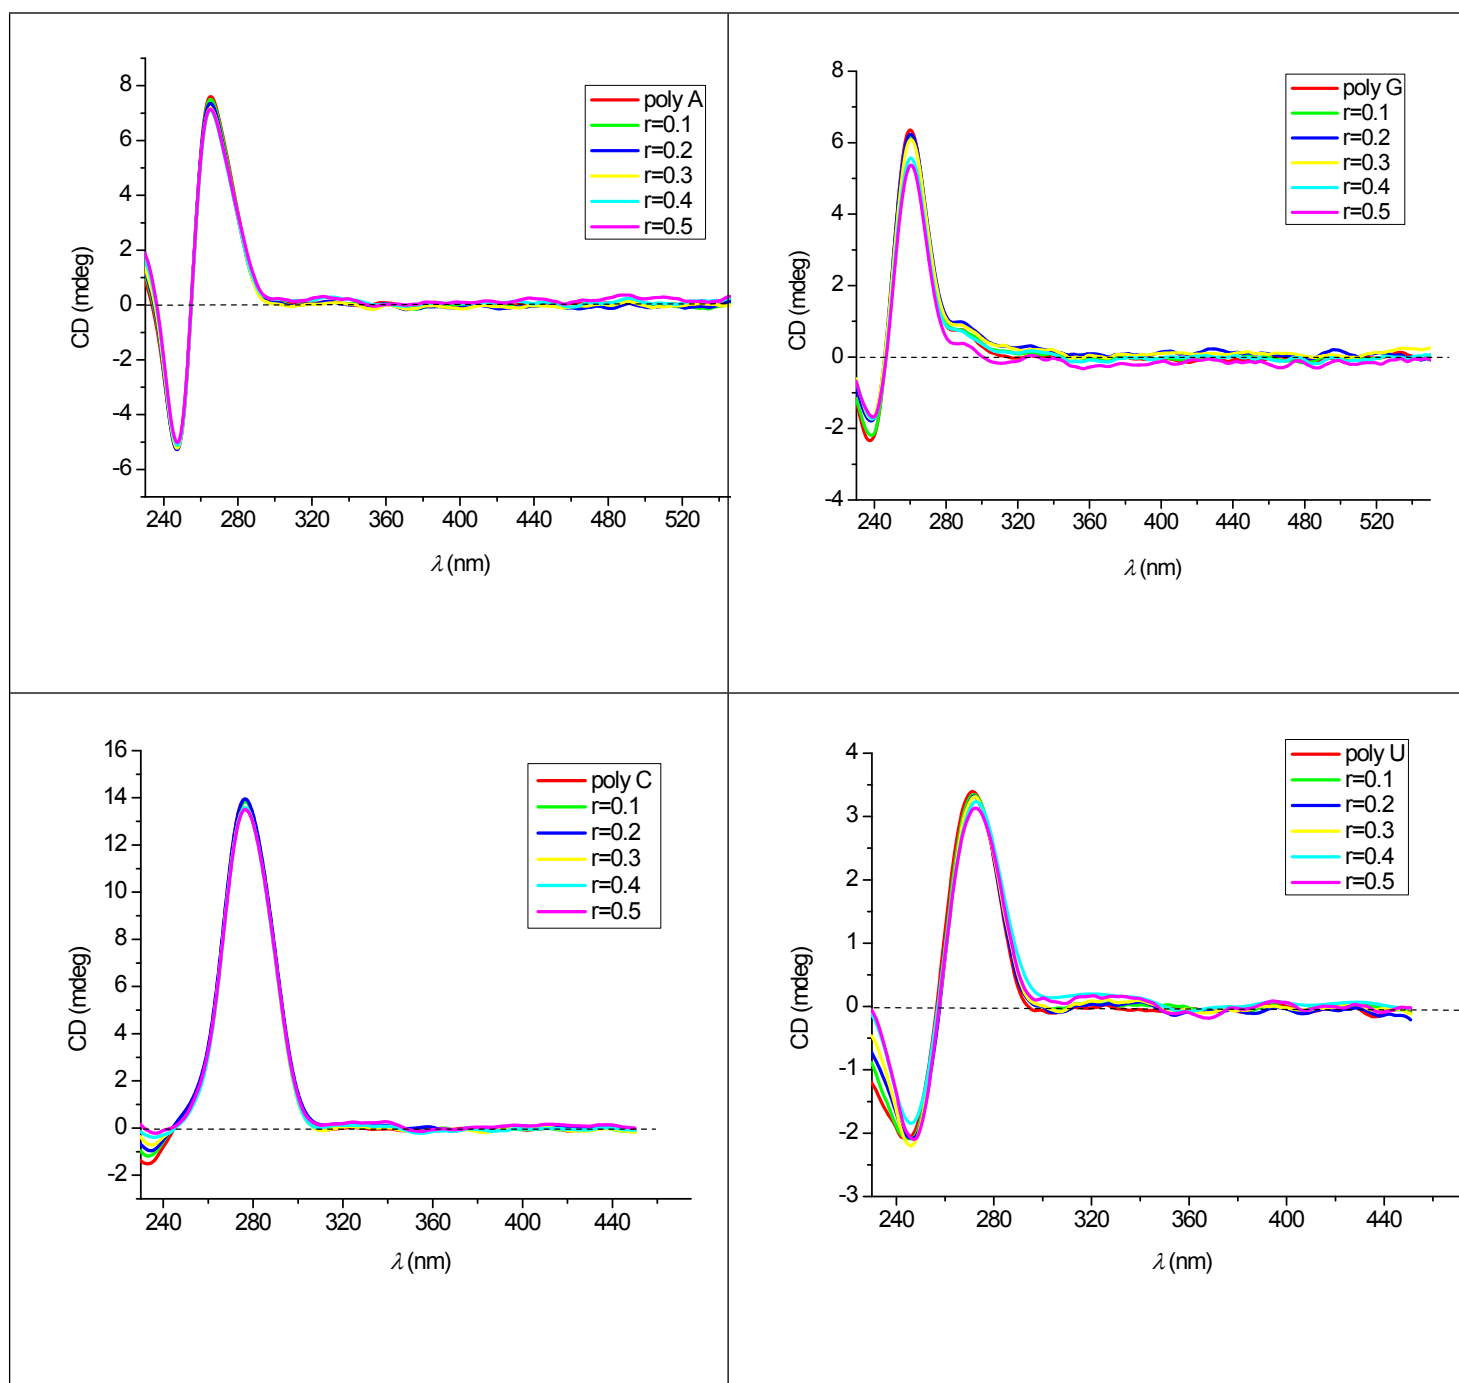 8
6
4
2
0
-2
-4
-6
CD (mdeg)
poly A
r=0.1
r=0.2
r=0.3
r=0.4
r=0.5
240 280 320 360 400 440 480 520
λ (nm)
8
6
4
2
0
-2
-4
CD (mdeg)
poly G
r=0.1
r=0.2
r=0.3
r=0.4
r=0.5
240 280 320 360 400 440 480 520
λ (nm)
16
14
12
10
8
6
4
2
0
-2
CD (mdeg)
poly C
r=0.1
r=0.2
r=0.3
r=0.4
r=0.5
240 280 320 360 400 440
λ (nm)
4
3
2
1
0
-1
-2
-3
CD (mdeg)
poly U
r=0.1
r=0.2
r=0.3
r=0.4
r=0.5
240 280 320 360 400 440
λ (nm)